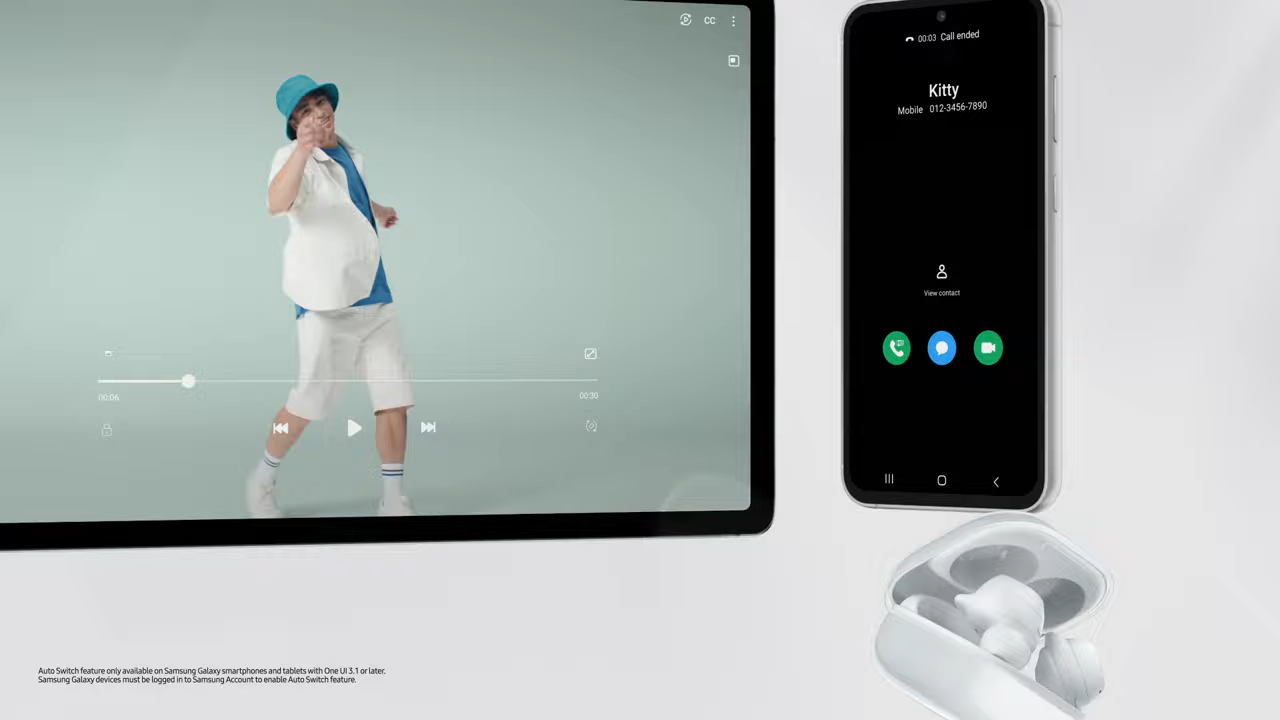 CC
00:06
00:30
00:03 Call ended
Kitty
Mobile 012-3456-7890
View contact
Auto Switch feature only available on Samsung Galaxy smartphones and tablets with One UI 3.1 or later.
Samsung Galaxy devices must be logged in to Samsung Account to enable Auto Switch feature.